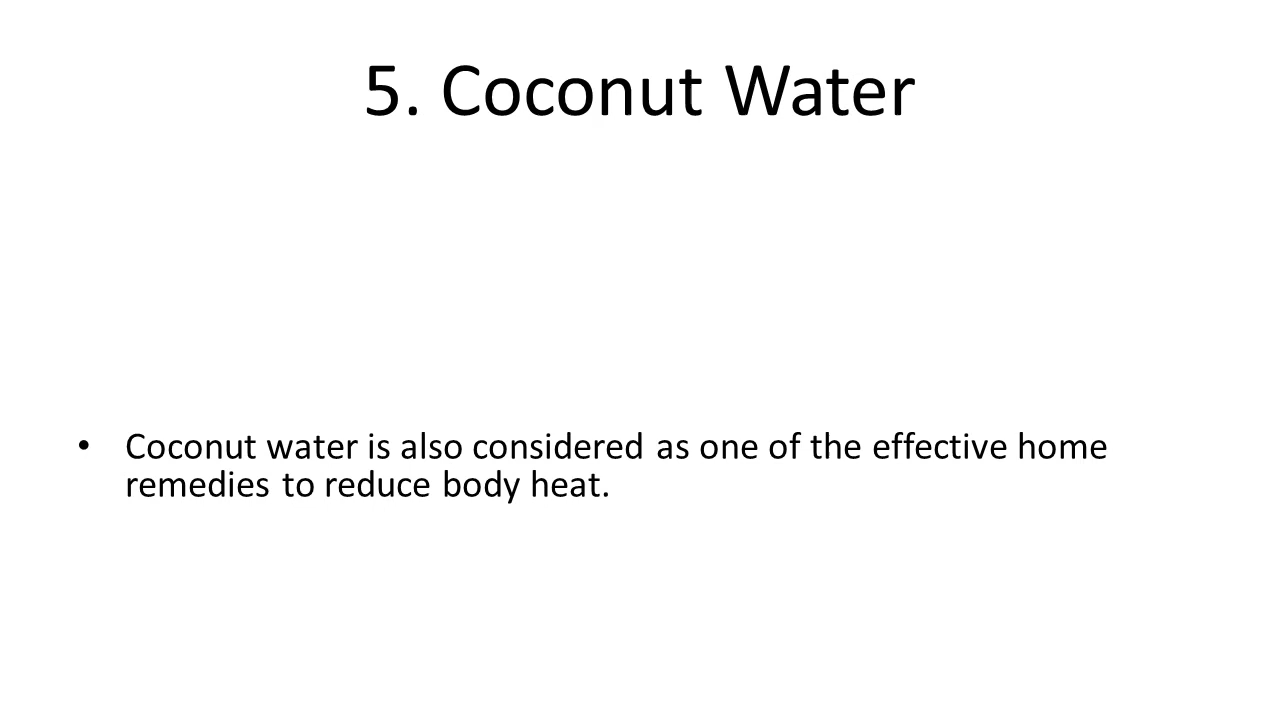 5. Coconut Water
• Coconut water is also considered as one of the effective home
remedies to reduce body heat.